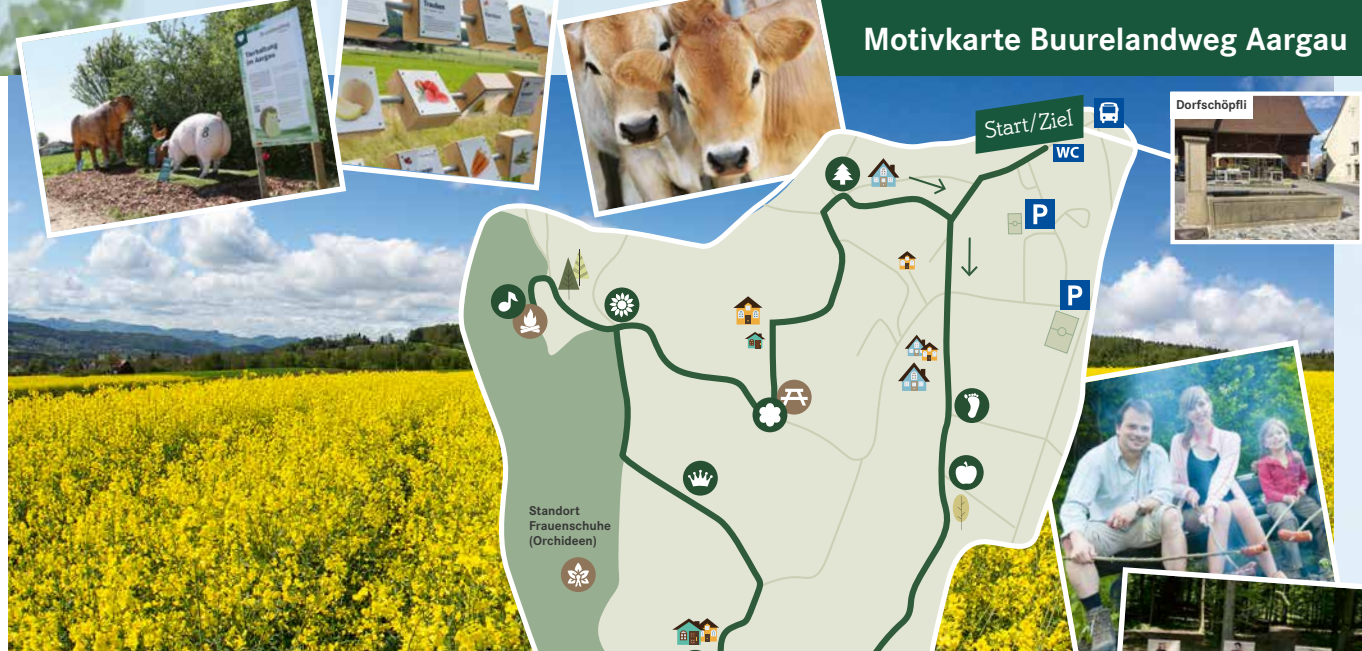 Motivkarte Buurelandweg Aargau
Tierhaltung
im Aargau
Trauben
Start/Ziel
WC
Dorfschöpfli
P
P
Standort
Frauenschuhe
(Orchideen)